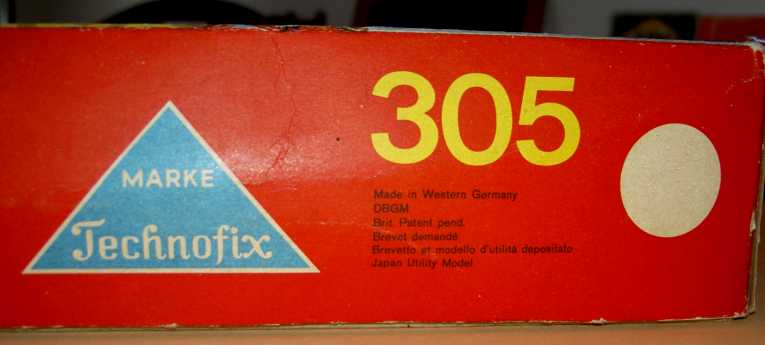 305
MARKE
Technofix
Made in Western Germany
DBGM
Brit. Patent pend.
Brevet demandé
Brevetto et modello d'utilità depositato
Japan Utility Model